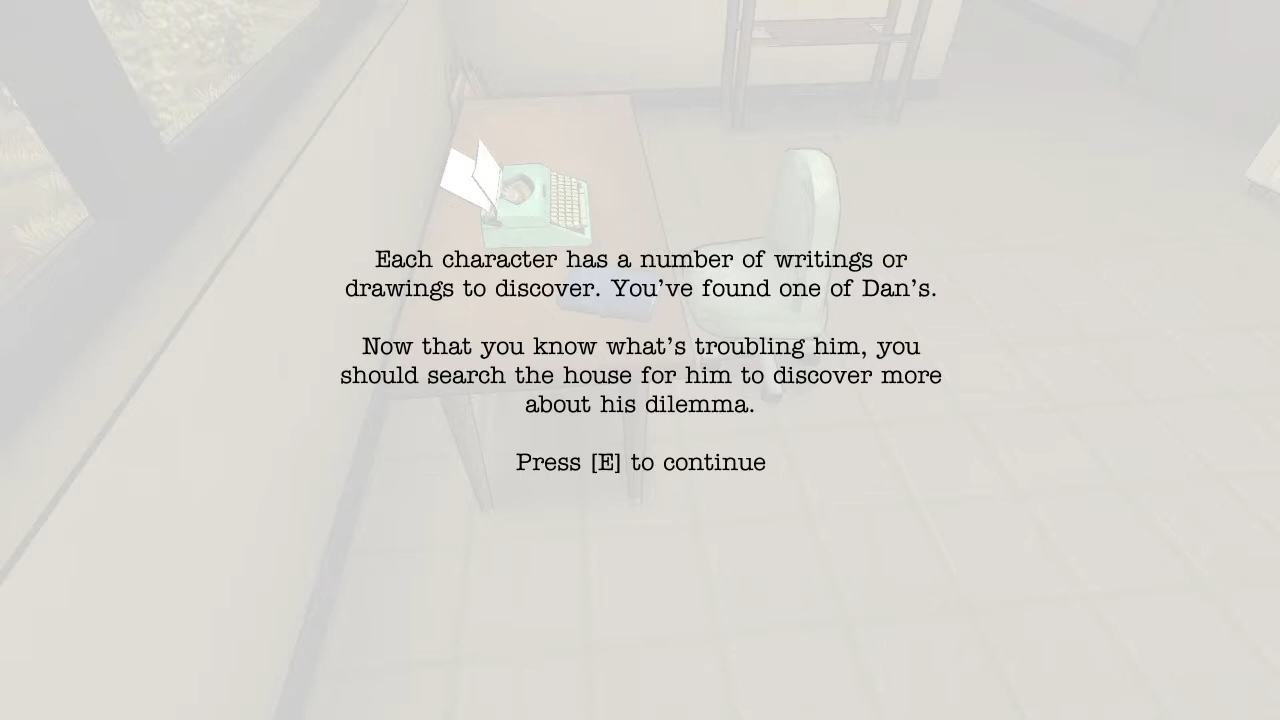 Each character has a number of writings or
drawings to discover. You’ve found one of Dan’s.
Now that you know what’s troubling him, you
should search the house for him to discover more
about his dilemma.
Press [E] to continue